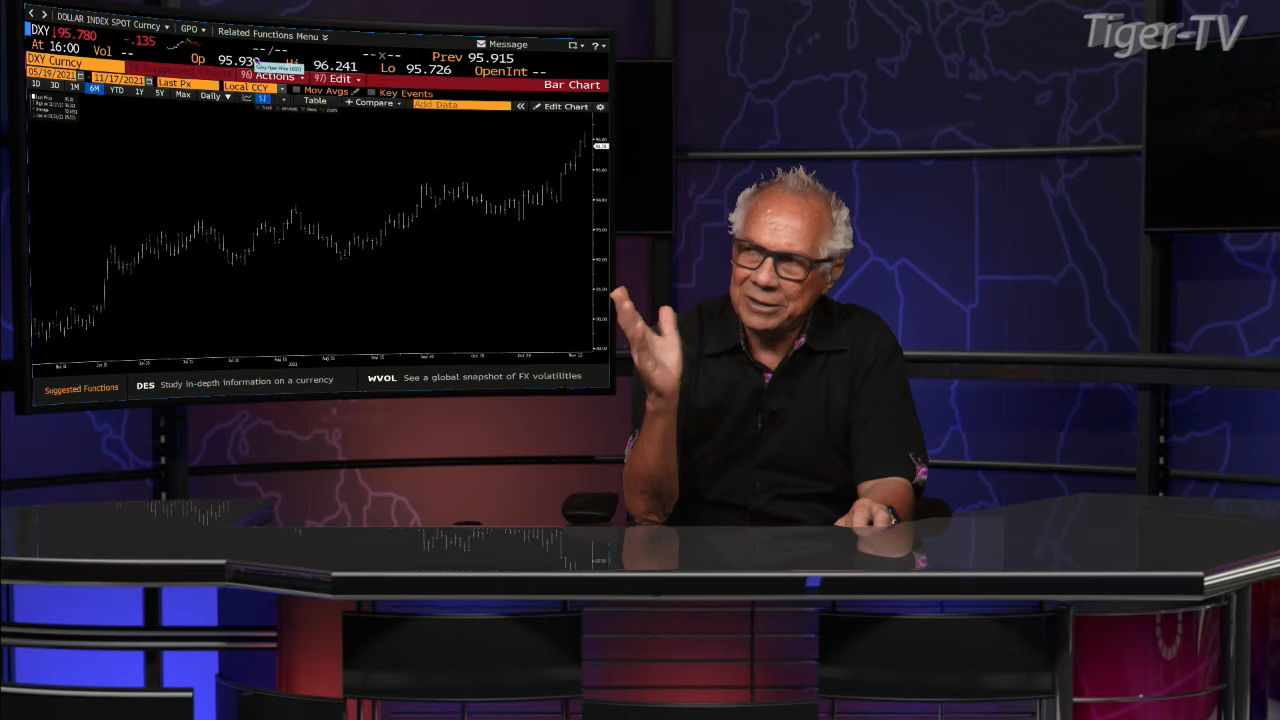 Tiger-TV
DOLLAR INDEX SPOT Curncy GPO Related Functions Menu
Message
DXY ↓95.780 -.135 --/-- --x-- Prev 95.915
At 16:00 Vol -- Op Hi 96.241 Lo 95.726 OpenInt --
DXY Curncy 96) Actions 97) Edit Bar Chart
05/19/2021 - 11/17/2021 Last Px Local CCY Mov Avgs Key Events
1D 3D 1M 6M YTD 1Y 5Y Max Daily Table + Compare Add Data « Edit Chart
Suggested Functions DES Study in-depth information on a currency WVOL See a global snapshot of FX volatilities